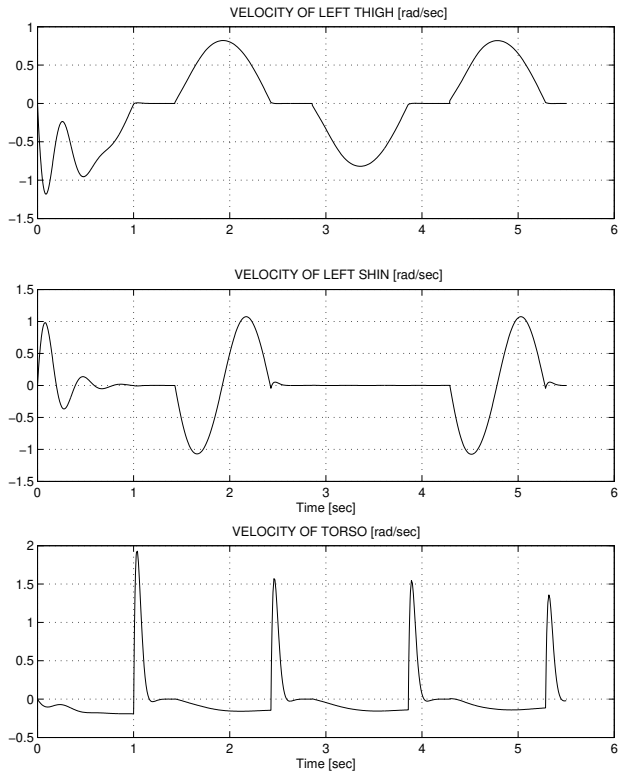 VELOCITY OF LEFT THIGH [rad/sec]
1
0.5
0
−0.5
−1
−1.5
0 1 2 3 4 5 6
VELOCITY OF LEFT SHIN [rad/sec]
1.5
1
0.5
0
−0.5
−1
−1.5
0 1 2 3 4 5 6
Time [sec]
VELOCITY OF TORSO [rad/sec]
2
1.5
1
0.5
0
−0.5
0 1 2 3 4 5 6
Time [sec]